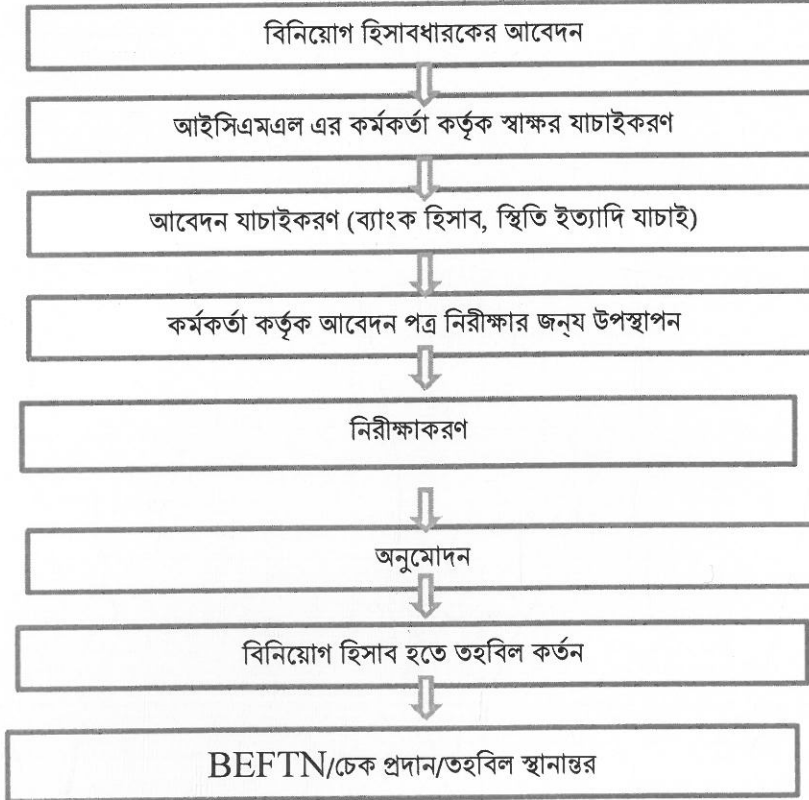 বিনিয়োগ হিসাবধারকের আবেদন
আইসিএমএল এর কর্মকর্তা কর্তৃক স্বাক্ষর যাচাইকরণ
আবেদন যাচাইকরণ (ব্যাংক হিসাব, স্থিতি ইত্যাদি যাচাই)
কর্মকর্তা কর্তৃক আবেদন পত্র নিরীক্ষার জন্‌য উপস্থাপন
নিরীক্ষাকরণ
অনুমোদন
বিনিয়োগ হিসাব হতে তহবিল কর্তন
BEFTN/চেক প্রদান/তহবিল স্থানান্তর